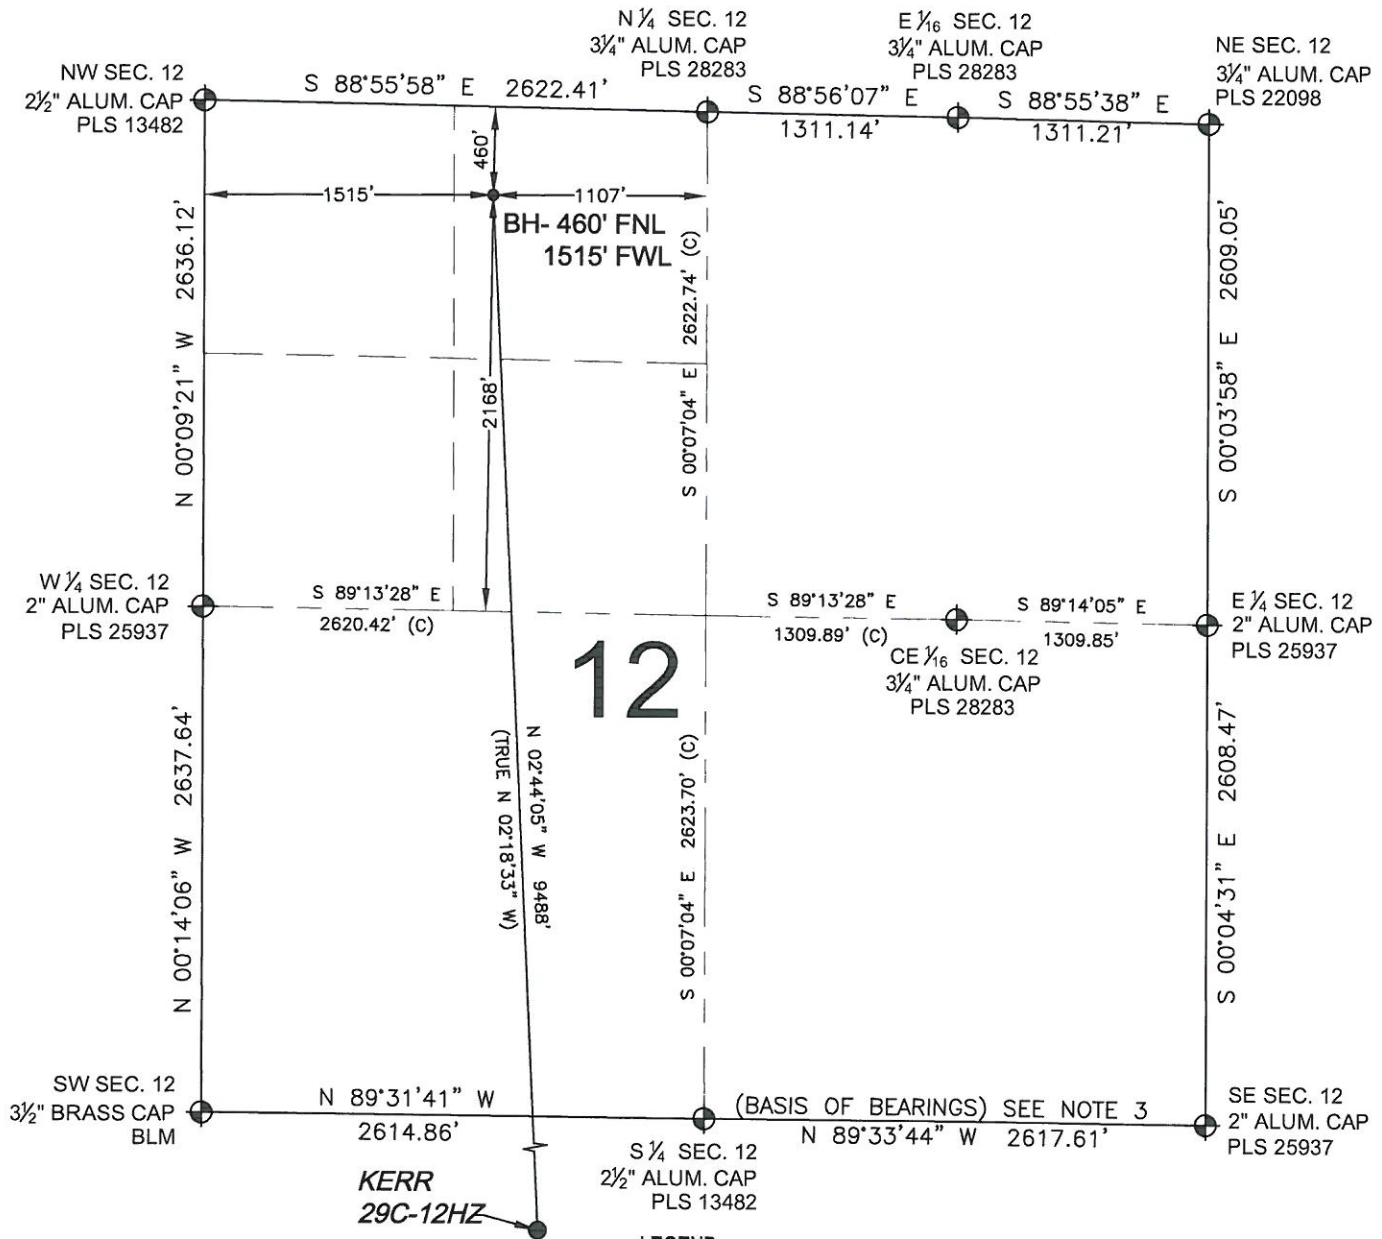 N ¼ SEC. 12
3¼" ALUM. CAP
PLS 28283
E ⅟₁₆ SEC. 12
3¼" ALUM. CAP
PLS 28283
NE SEC. 12
3¼" ALUM. CAP
PLS 22098
NW SEC. 12
2½" ALUM. CAP
PLS 13482
S 88°55'58" E 2622.41'
S 88°56'07" E
1311.14'
S 88°55'38" E
1311.21'
460'
1515'
1107'
BH- 460' FNL
1515' FWL
N 00°09'21" W 2636.12'
2168'
S 00°07'04" E 2622.74' (C)
S 00°03'58" E 2609.05'
W ¼ SEC. 12
2" ALUM. CAP
PLS 25937
S 89°13'28" E
2620.42' (C)
S 89°13'28" E
1309.89' (C)
S 89°14'05" E
1309.85'
E ¼ SEC. 12
2" ALUM. CAP
PLS 25937
CE ⅟₁₆ SEC. 12
3¼" ALUM. CAP
PLS 28283
12
N 00°14'06" W 2637.64'
N 02°44'05" W 9488'
(TRUE N 02°18'33" W)
S 00°07'04" E 2623.70' (C)
S 00°04'31" E 2608.47'
SW SEC. 12
3½" BRASS CAP
BLM
N 89°31'41" W
2614.86'
(BASIS OF BEARINGS) SEE NOTE 3
N 89°33'44" W 2617.61'
SE SEC. 12
2" ALUM. CAP
PLS 25937
S ¼ SEC. 12
2½" ALUM. CAP
PLS 13482
KERR
29C-12HZ